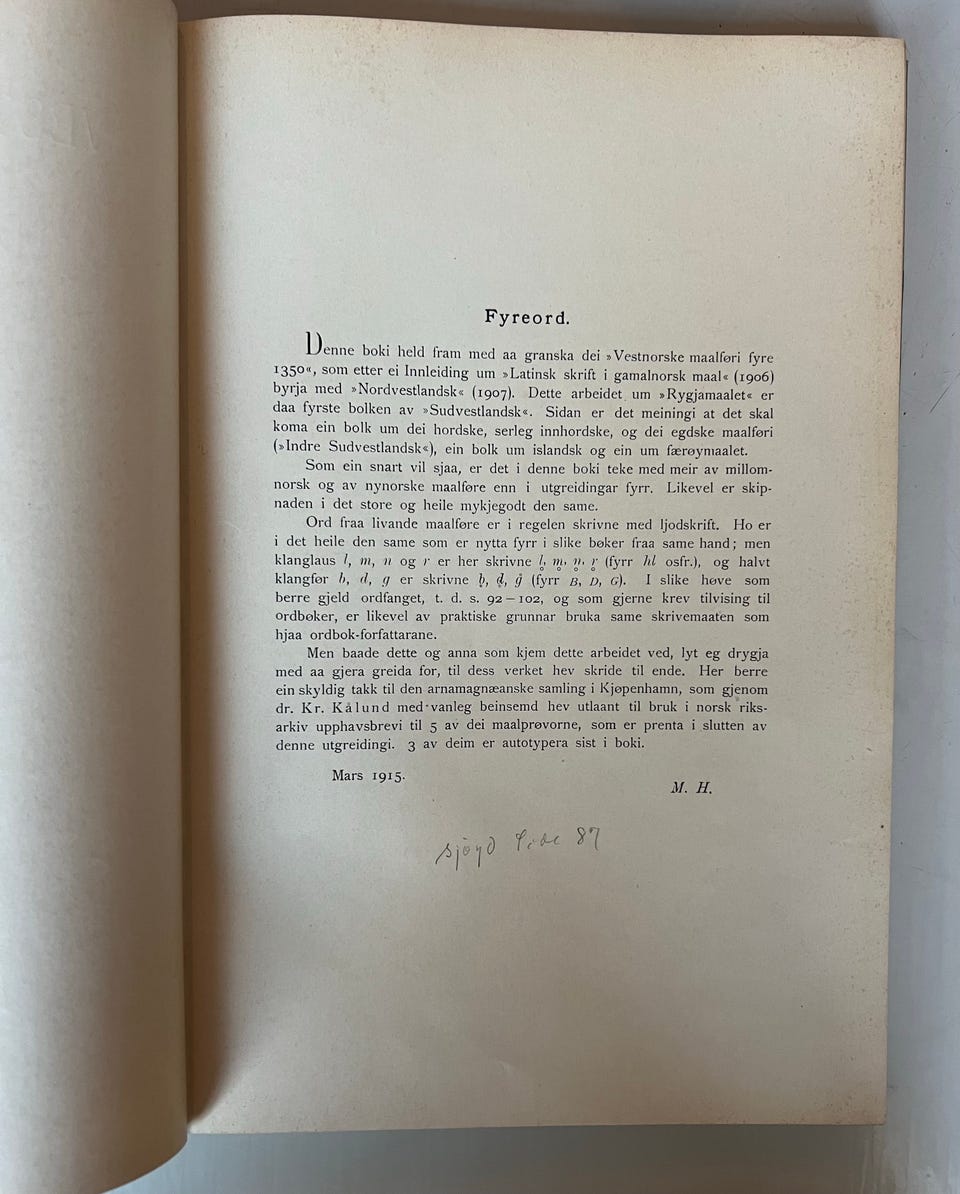 Fyreord.
Denne boki held fram med aa granska dei »Vestnorske maalføri fyre
1350«, som etter ei Innleiding um »Latinsk skrift i gamalnorsk maal« (1906)
byrja med »Nordvestlandsk« (1907). Dette arbeidet um »Rygjamaalet« er
daa fyrste bolken av »Sudvestlandsk«. Sidan er det meiningi at det skal
koma ein bolk um dei hordske, serleg innhordske, og dei egdske maalføri
(»Indre Sudvestlandsk«), ein bolk um islandsk og ein um færøymaalet.
Som ein snart vil sjaa, er det i denne boki teke med meir av millom-
norsk og av nynorske maalføre enn i utgreidingar fyrr. Likevel er skip-
naden i det store og heile mykjegodt den same.
Ord fraa livande maalføre er i regelen skrivne med ljodskrift. Ho er
i det heile den same som er nytta fyrr i slike bøker fraa same hand; men
klanglaus l, m, n og r er her skrivne l̥, m̥, n̥, r̥ (fyrr hl osfr.), og halvt
klangfør b, d, g er skrivne b̥, d̥, g̊ (fyrr B, D, G). I slike høve som
berre gjeld ordfanget, t. d. s. 92–102, og som gjerne krev tilvising til
ordbøker, er likevel av praktiske grunnar bruka same skrivemaaten som
hjaa ordbok-forfattarane.
Men baade dette og anna som kjem dette arbeidet ved, lyt eg drygja
med aa gjera greida for, til dess verket hev skride til ende. Her berre
ein skyldig takk til den arnamagnæanske samling i Kjøpenhamn, som gjenom
dr. Kr. Kålund med vanleg beinsemd hev utlaant til bruk i norsk riks-
arkiv upphavsbrevi til 5 av dei maalprøvorne, som er prenta i slutten av
denne utgreidingi. 3 av deim er autotypera sist i boki.
Mars 1915.
M. H.
87